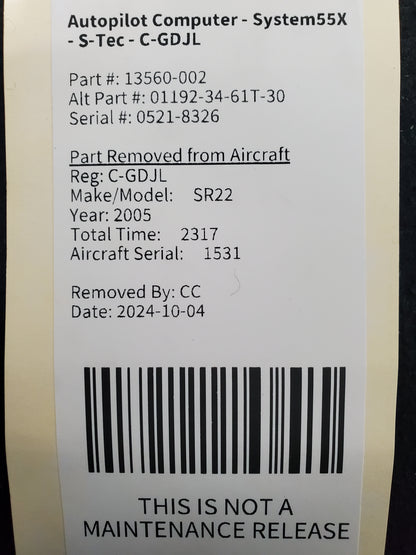 Autopilot Computer - System55X
- S-Tec - C-GDJL
Part #: 13560-002
Alt Part #: 01192-34-61T-30
Serial #: 0521-8326
Part Removed from Aircraft
Reg: C-GDJL
Make/Model: SR22
Year: 2005
Total Time: 2317
Aircraft Serial: 1531
Removed By: CC
Date: 2024-10-04
THIS IS NOT A
MAINTENANCE RELEASE